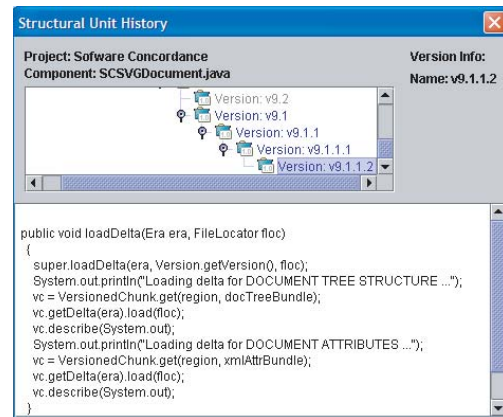 Structural Unit History
Project: Sofware Concordance
Component: SCSVGDocument.java
Version Info:
Name: v9.1.1.2
Version: v9.2
Version: v9.1
Version: v9.1.1
Version: v9.1.1.1
Version: v9.1.1.2
public void loadDelta(Era era, FileLocator floc)
{
super.loadDelta(era, Version.getVersion(), floc);
System.out.println("Loading delta for DOCUMENT TREE STRUCTURE ...");
vc = VersionedChunk.get(region, docTreeBundle);
vc.getDelta(era).load(floc);
vc.describe(System.out);
System.out.println("Loading delta for DOCUMENT ATTRIBUTES ...");
vc = VersionedChunk.get(region, xmlAttrBundle);
vc.getDelta(era).load(floc);
vc.describe(System.out);
}